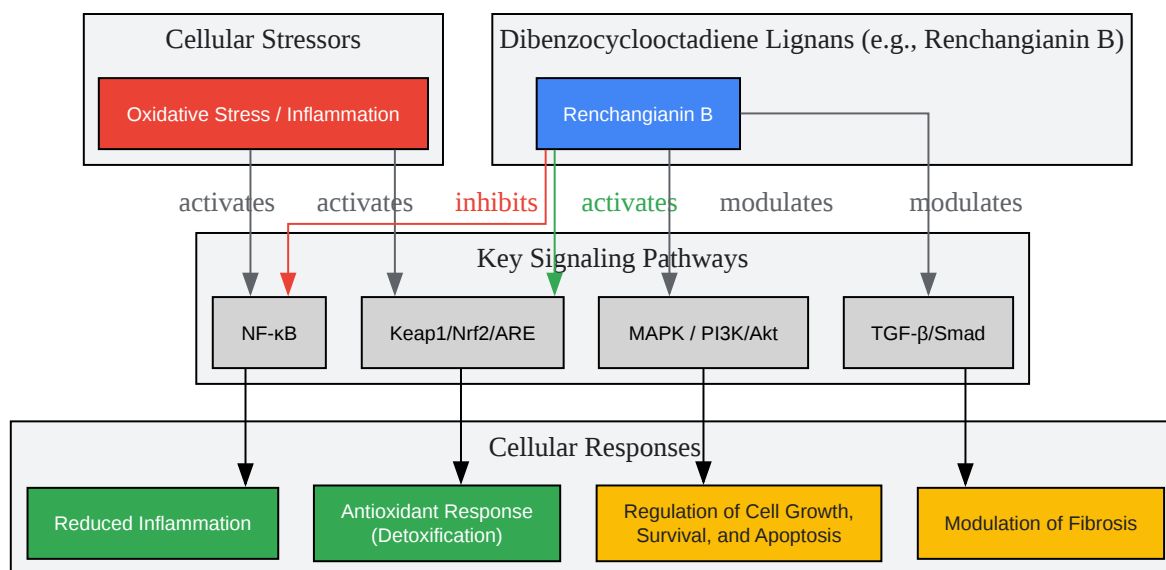 Cellular Stressors
Dibenzocyclooctadiene Lignans (e.g., Renchangianin B)
Oxidative Stress / Inflammation
Renchangianin B
activates
activates
inhibits
activates
modulates
modulates
Key Signaling Pathways
NF-κB
Keap1/Nrf2/ARE
MAPK / PI3K/Akt
TGF-β/Smad
Cellular Responses
Reduced Inflammation
Antioxidant Response
(Detoxification)
Regulation of Cell Growth,
Survival, and Apoptosis
Modulation of Fibrosis